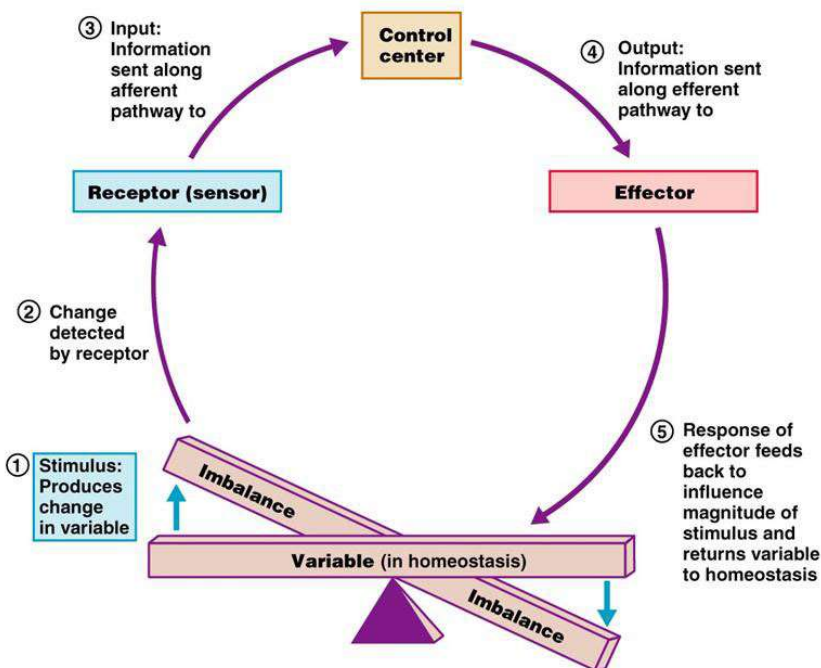 ③ Input:
Information
sent along
afferent
pathway to
Control
center
④ Output:
Information sent
along efferent
pathway to
Receptor (sensor)
Effector
② Change
detected
by receptor
① Stimulus:
Produces
change
in variable
Imbalance
Variable (in homeostasis)
Imbalance
⑤ Response of
effector feeds
back to
influence
magnitude of
stimulus and
returns variable
to homeostasis